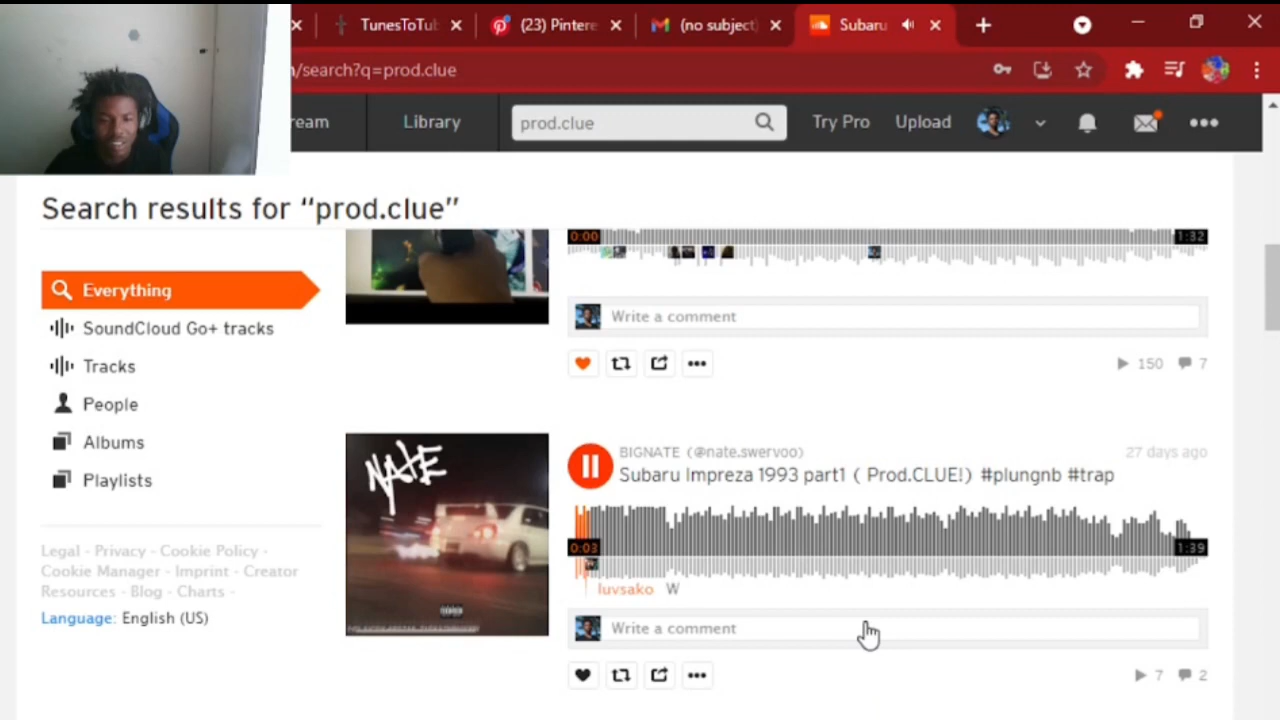 TunesToTub
(23) Pintere
(no subject)
Subaru
/search?q=prod.clue
ream
Library
prod.clue
Try Pro
Upload
Search results for “prod.clue”
Everything
SoundCloud Go+ tracks
Tracks
People
Albums
Playlists
Legal - Privacy - Cookie Policy -
Cookie Manager - Imprint - Creator
Resources - Blog - Charts -
Language: English (US)
0:00
1:32
Write a comment
150
7
NATE
BIGNATE (@nate.swervoo)
27 days ago
Subaru Impreza 1993 part1 ( Prod.CLUE!) #plungnb #trap
0:03
1:39
luvsako W
Write a comment
7
2